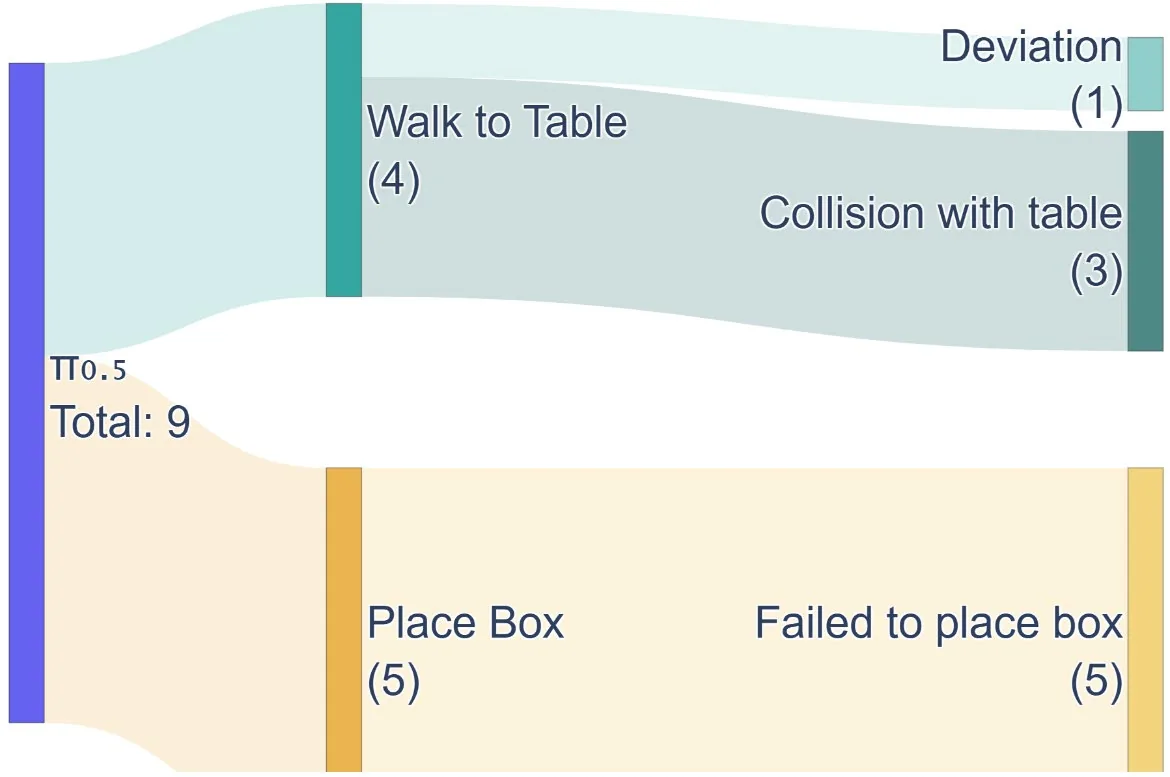 Deviation
(1)
Walk to Table
(4)
Collision with table
(3)
π0.5
Total: 9
Place Box
(5)
Failed to place box
(5)